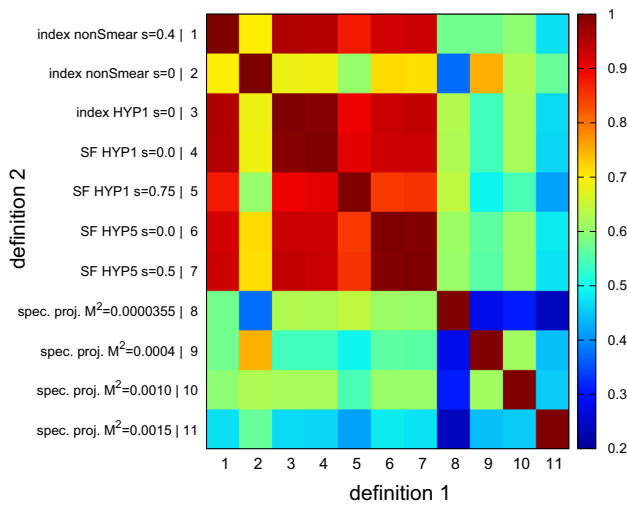 definition 2
index nonSmear s=0.4 | 1
index nonSmear s=0 | 2
index HYP1 s=0 | 3
SF HYP1 s=0.0 | 4
SF HYP1 s=0.75 | 5
SF HYP5 s=0.0 | 6
SF HYP5 s=0.5 | 7
spec. proj. M²=0.0000355 | 8
spec. proj. M²=0.0004 | 9
spec. proj. M²=0.0010 | 10
spec. proj. M²=0.0015 | 11
1 2 3 4 5 6 7 8 9 10 11
definition 1
1
0.9
0.8
0.7
0.6
0.5
0.4
0.3
0.2